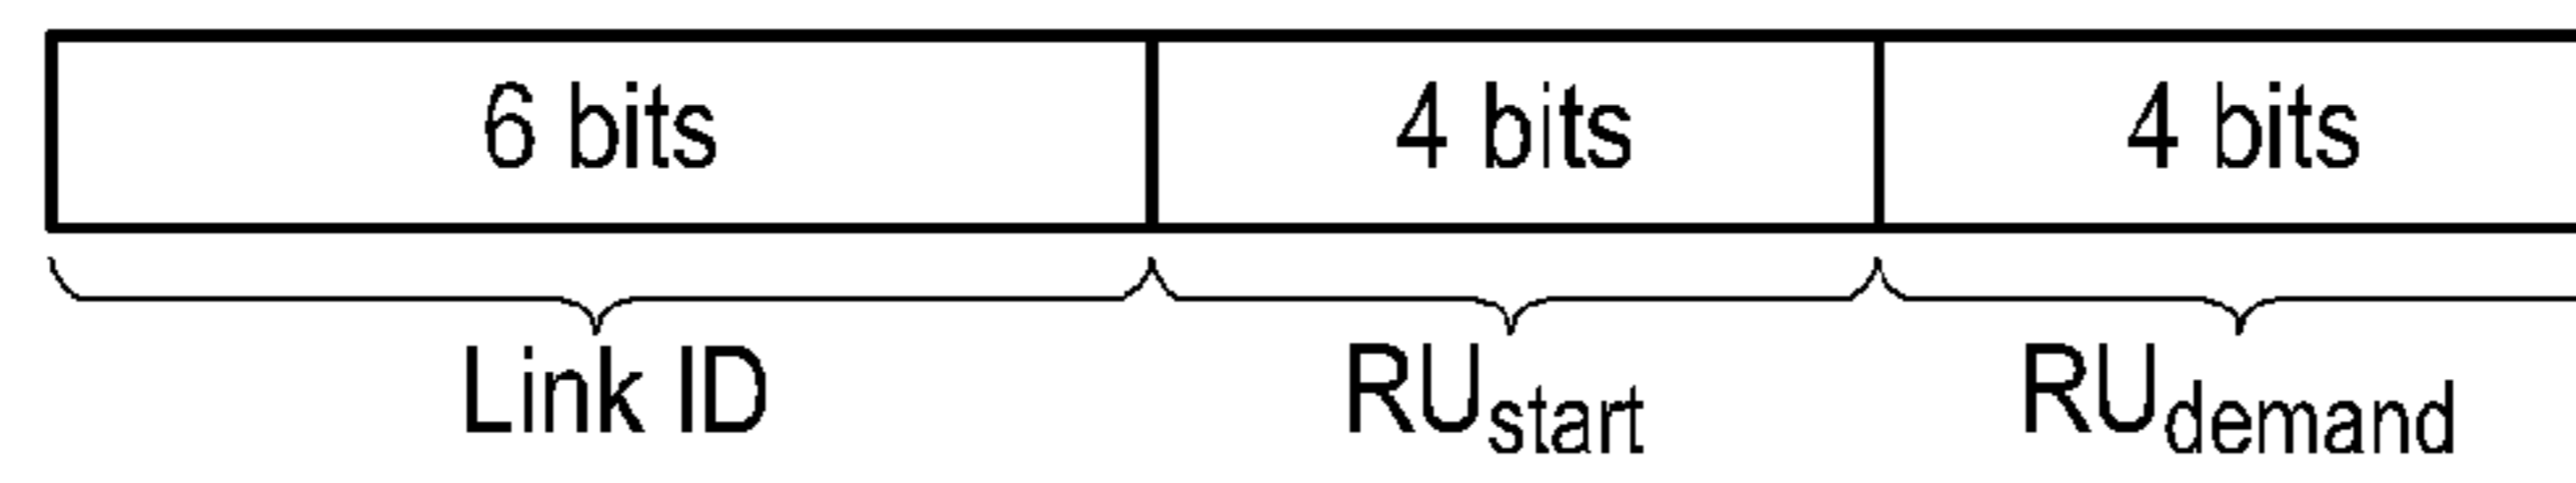 6 bits 4 bits 4 bits
Link ID RUstart RUdemand